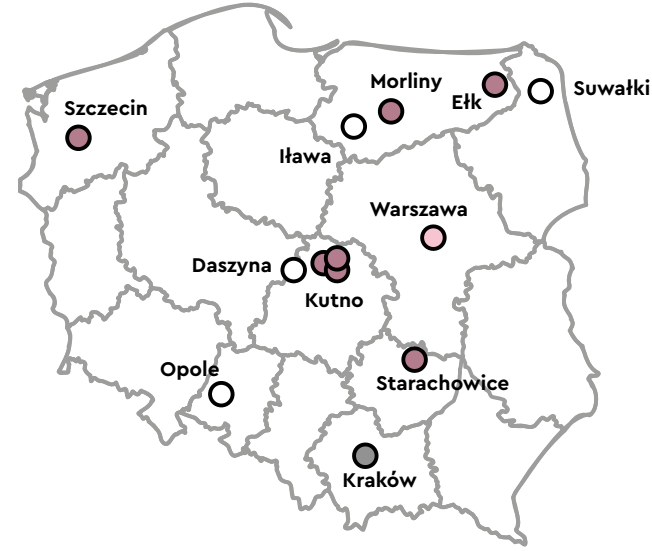 Morliny
Suwałki
Ełk
Szczecin
Iława
Warszawa
Daszyna
Kutno
Opole
Starachowice
Kraków